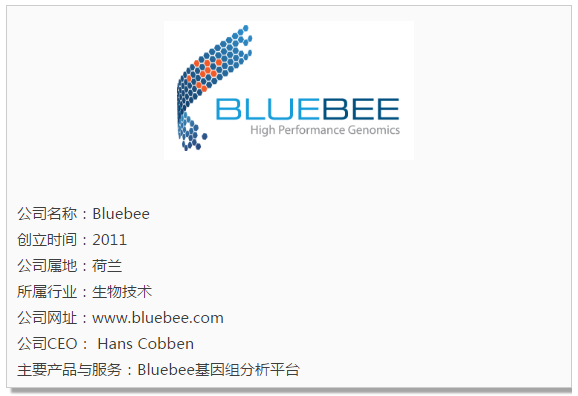 BLUEBEE
High Performance Genomics
公司名称：Bluebee
创立时间：2011
公司属地：荷兰
所属行业：生物技术
公司网址：www.bluebee.com
公司CEO： Hans Cobben
主要产品与服务：Bluebee基因组分析平台